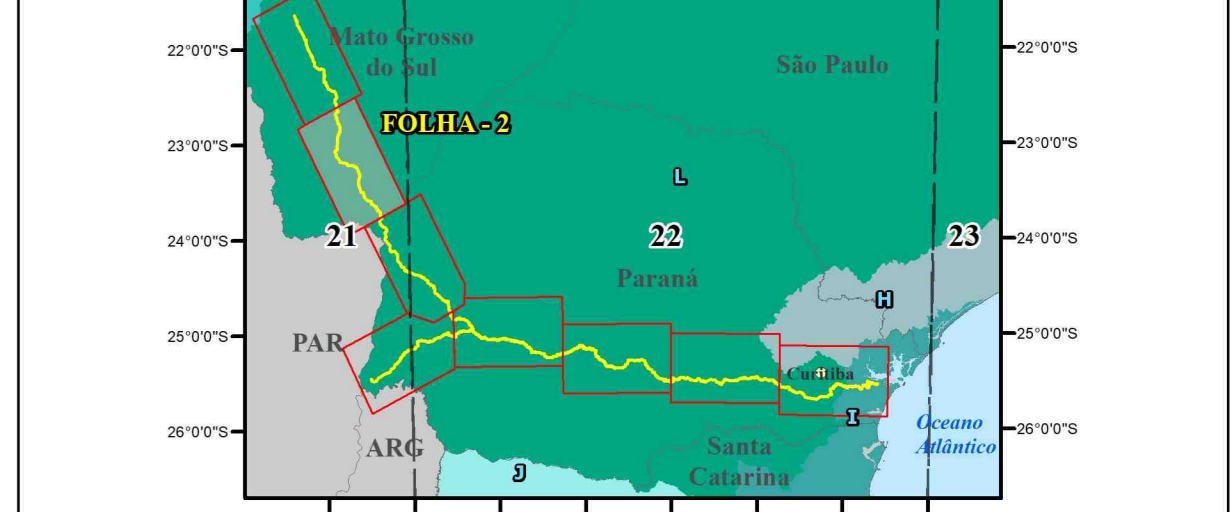 Mato Grosso
do Sul
São Paulo
22°0'0"S
22°0'0"S
FOLHA - 2
23°0'0"S
23°0'0"S
L
21
22
23
24°0'0"S
24°0'0"S
Paraná
H
PAR
25°0'0"S
25°0'0"S
Curitiba
I
Oceano
Atlântico
26°0'0"S
26°0'0"S
ARG
Santa
Catarina
J